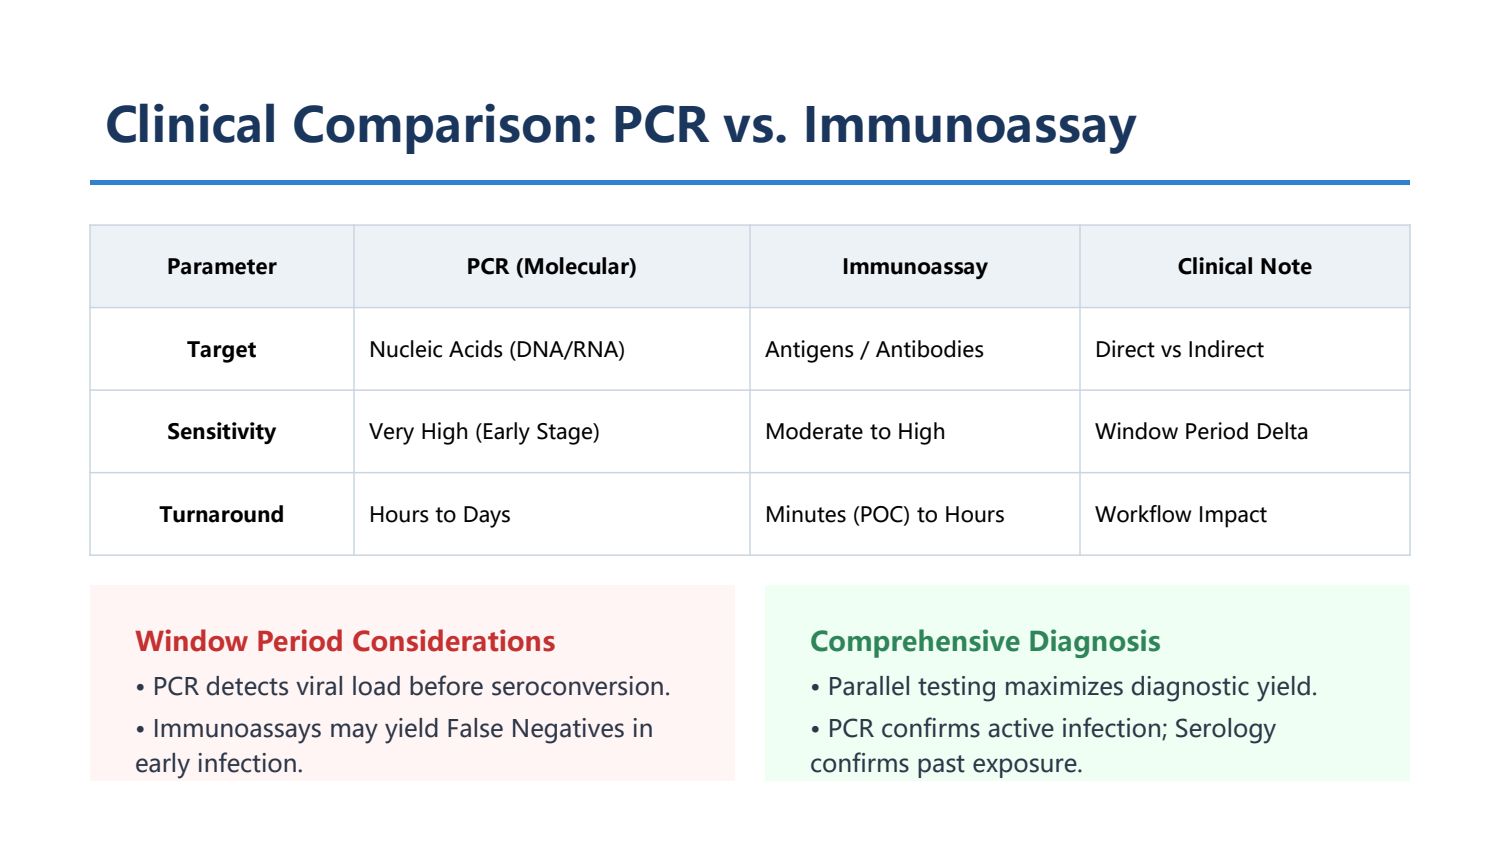 Clinical Comparison: PCR vs. Immunoassay
Parameter PCR (Molecular) Immunoassay Clinical Note
Target Nucleic Acids (DNA/RNA) Antigens / Antibodies Direct vs Indirect
Sensitivity Very High (Early Stage) Moderate to High Window Period Delta
Turnaround Hours to Days Minutes (POC) to Hours Workflow Impact
Window Period Considerations
• PCR detects viral load before seroconversion.
• Immunoassays may yield False Negatives in
early infection.
Comprehensive Diagnosis
• Parallel testing maximizes diagnostic yield.
• PCR confirms active infection; Serology
confirms past exposure.